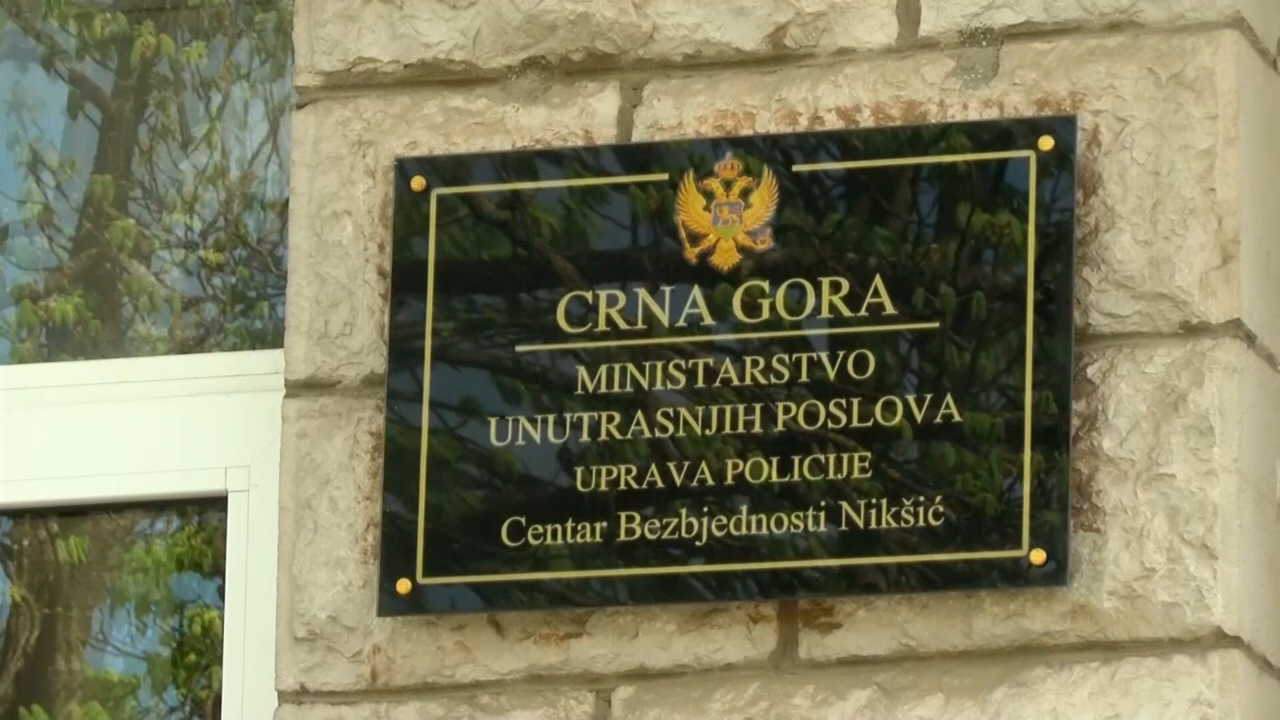 CRNA GORA
MINISTARSTVO
UNUTRASNJIH POSLOVA
UPRAVA POLICIJE
Centar Bezbjednosti Nikšić